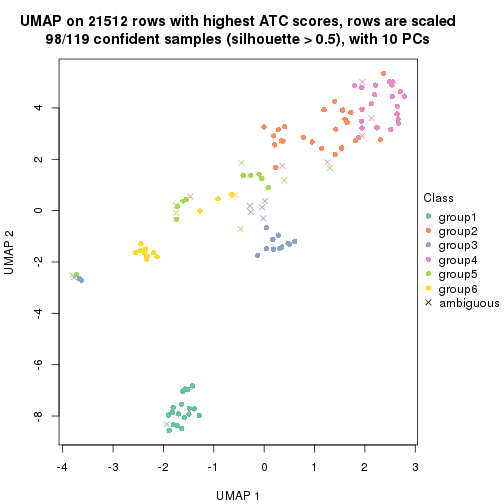 UMAP on 21512 rows with highest ATC scores, rows are scaled
98/119 confident samples (silhouette > 0.5), with 10 PCs
4
2
0
-2
-4
-6
-8
UMAP 2
-4
-3
-2
-1
0
1
2
3
UMAP 1
Class
group1
group2
group3
group4
group5
group6
ambiguous